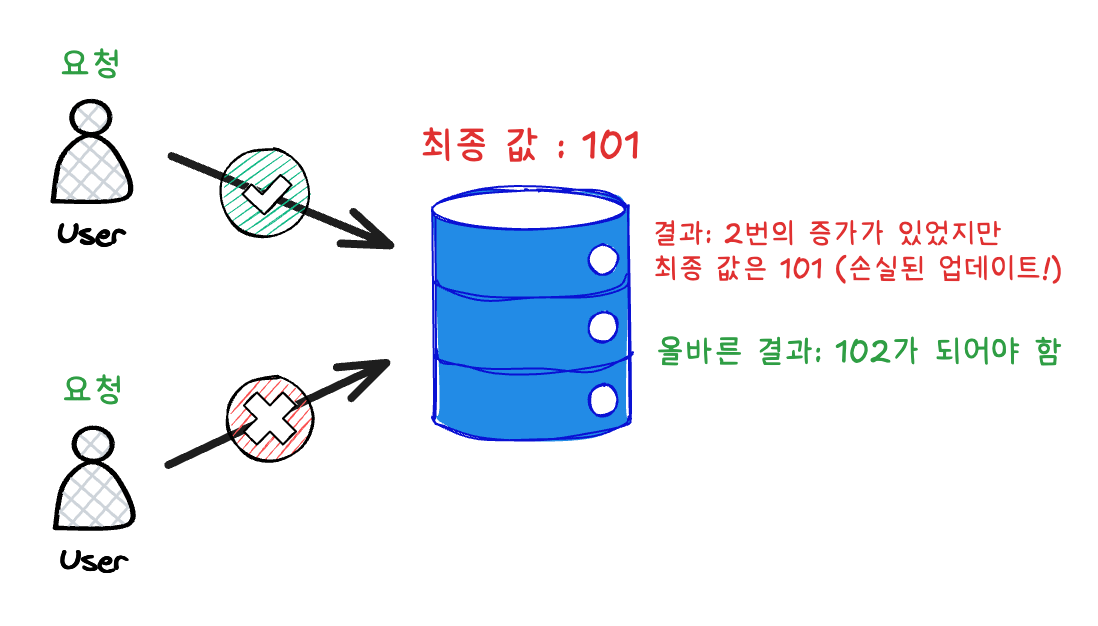 요청
User
최종 값 : 101
결과: 2번의 증가가 있었지만
최종 값은 101 (손실된 업데이트!)
올바른 결과: 102가 되어야 함
요청
User